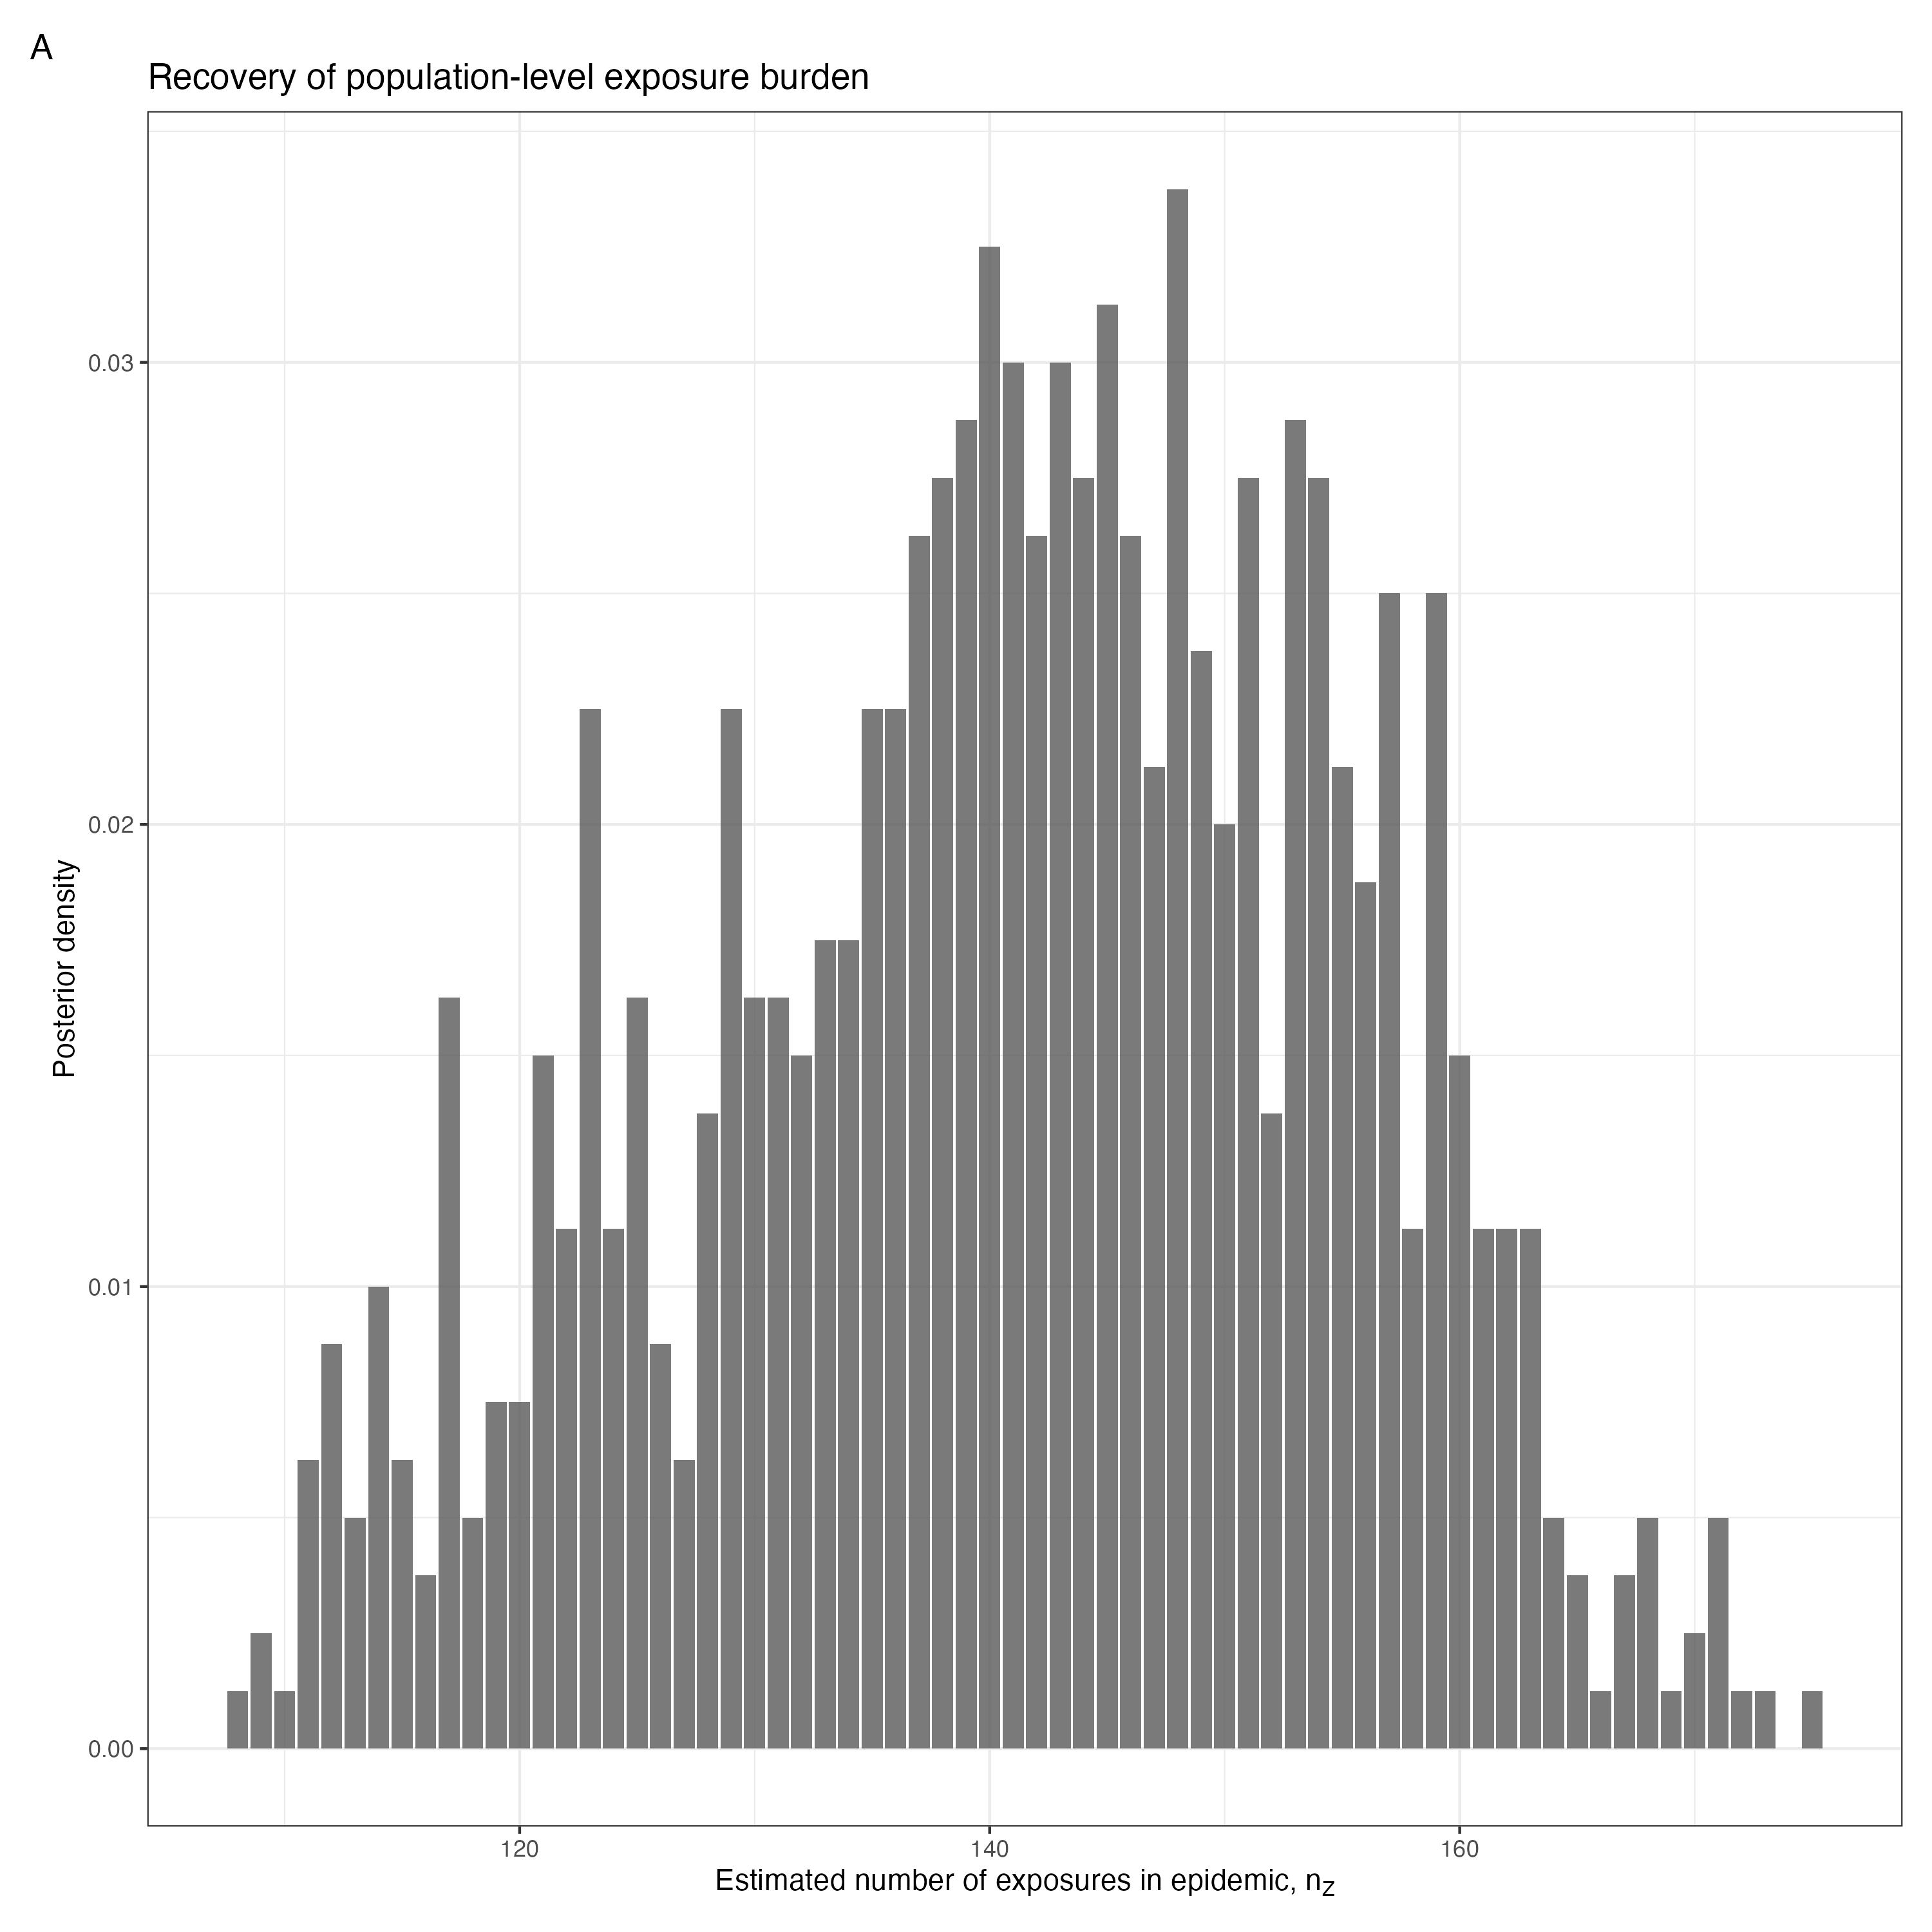 A
Recovery of population-level exposure burden
Posterior density
0.03
0.02
0.01
0.00
120 140 160
Estimated number of exposures in epidemic, nZ